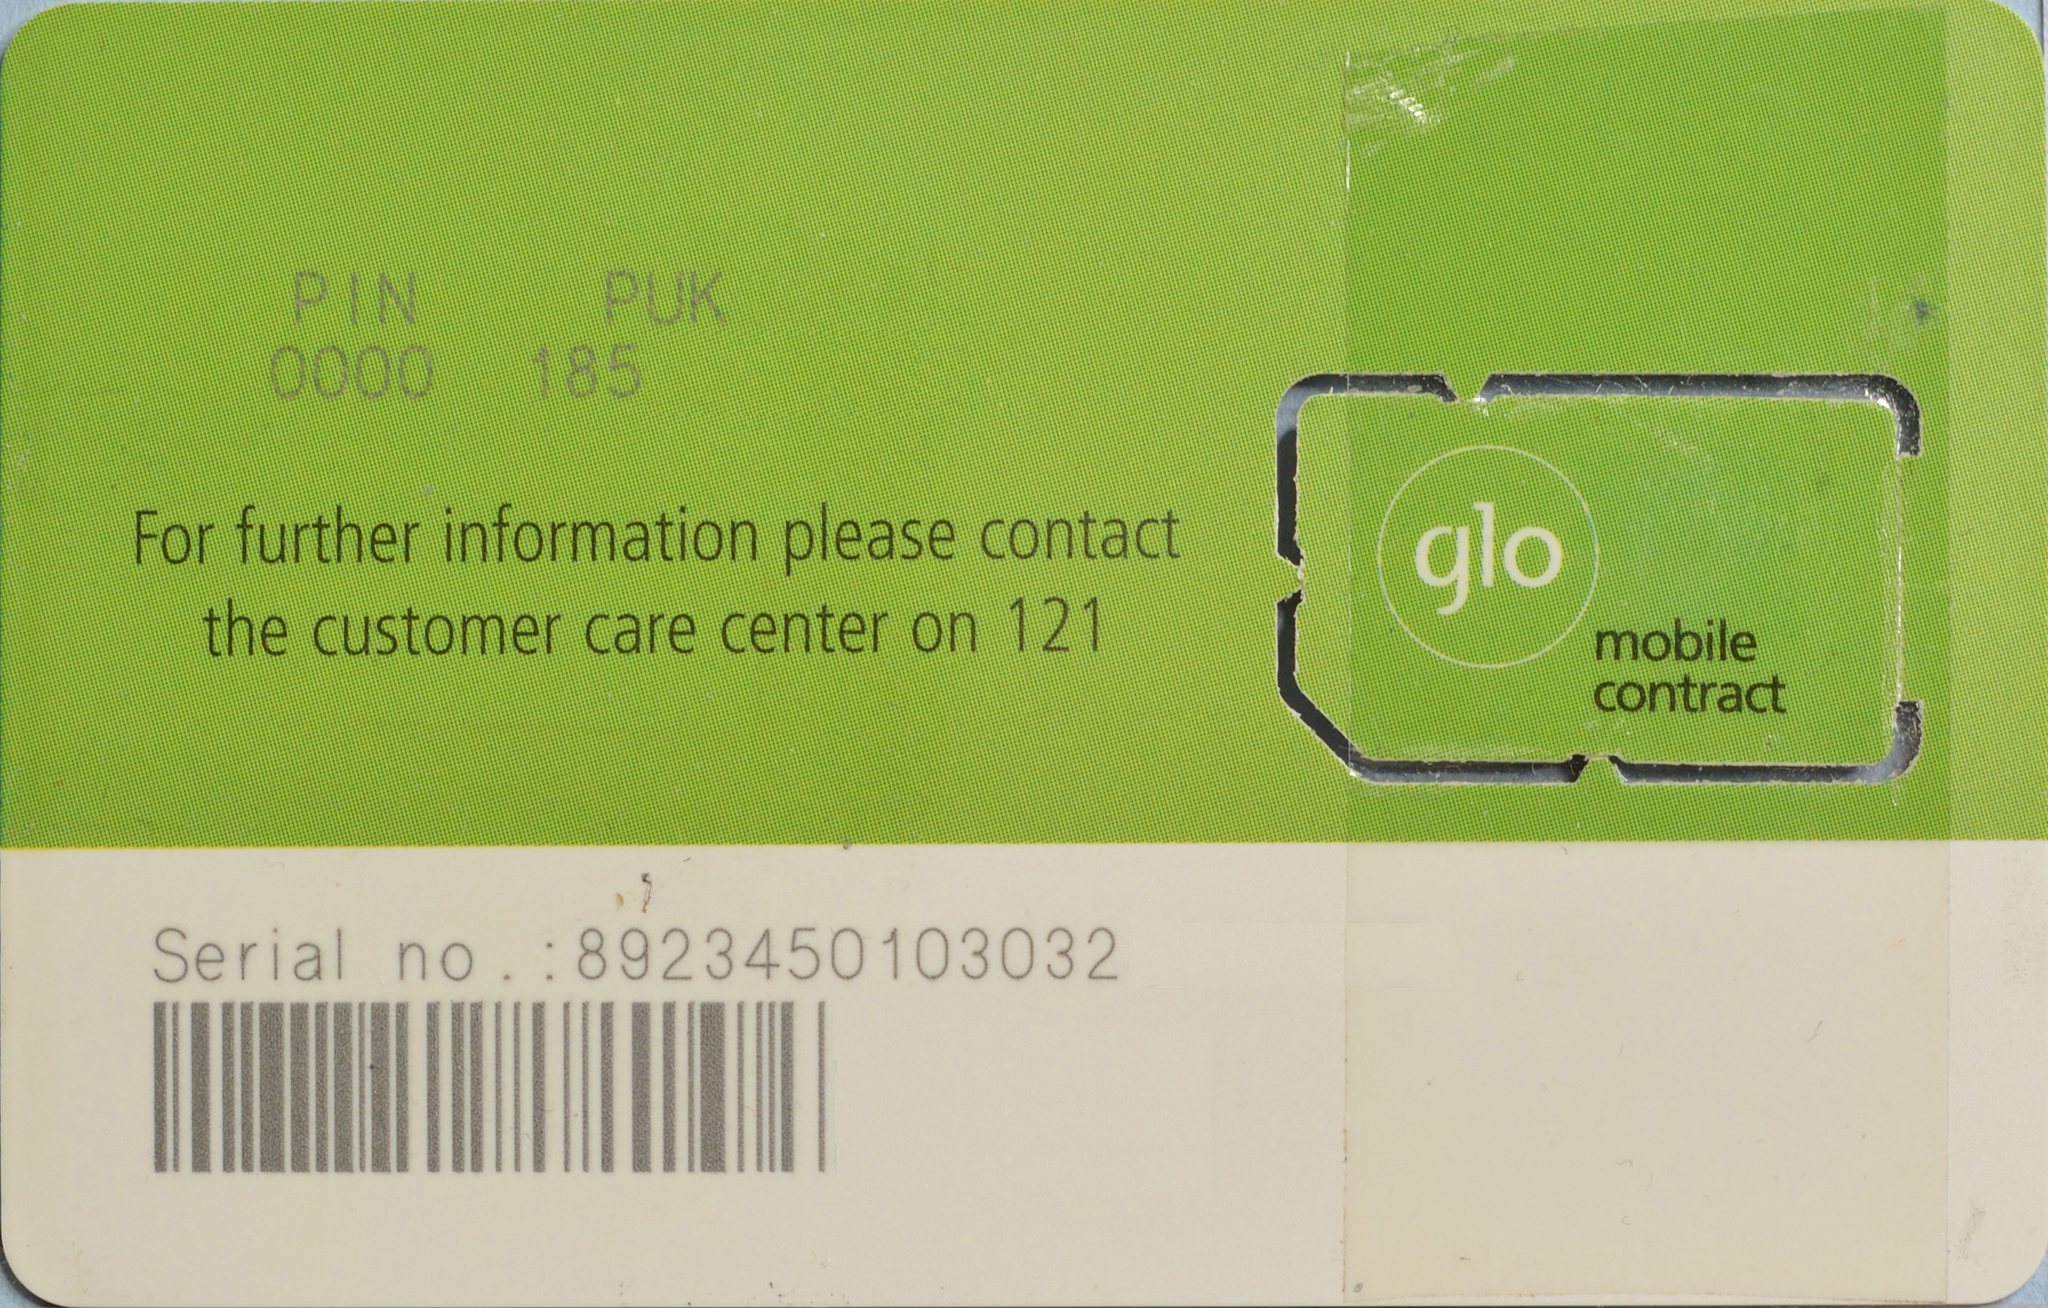 PIN PUK
0000 185
For further information please contact
the customer care center on 121
glo
mobile
contract
Serial no.:8923450103032